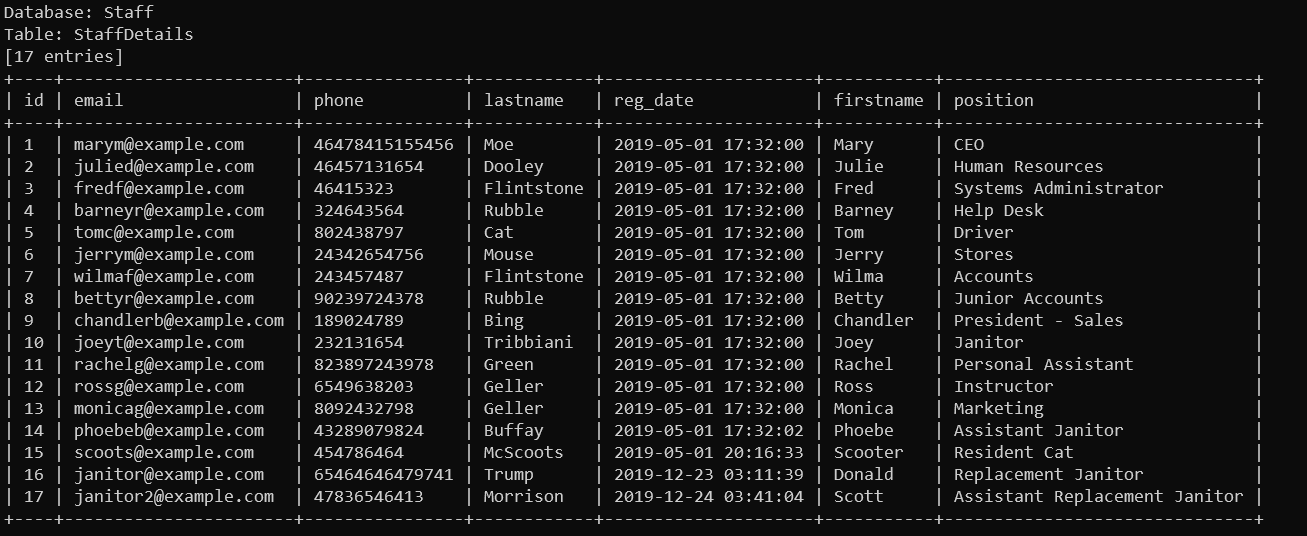 Database: Staff
Table: StaffDetails
[17 entries]
+----+-----------------------+----------------+------------+---------------------+-----------+-------------------------------+
| id | email                 | phone          | lastname   | reg_date            | firstname | position                      |
+----+-----------------------+----------------+------------+---------------------+-----------+-------------------------------+
| 1  | marym@example.com     | 46478415155456 | Moe        | 2019-05-01 17:32:00 | Mary      | CEO                           |
| 2  | julied@example.com    | 46457131654    | Dooley     | 2019-05-01 17:32:00 | Julie     | Human Resources               |
| 3  | fredf@example.com     | 46415323       | Flintstone | 2019-05-01 17:32:00 | Fred      | Systems Administrator         |
| 4  | barneyr@example.com   | 324643564      | Rubble     | 2019-05-01 17:32:00 | Barney    | Help Desk                     |
| 5  | tomc@example.com      | 802438797      | Cat        | 2019-05-01 17:32:00 | Tom       | Driver                        |
| 6  | jerrym@example.com    | 24342654756    | Mouse      | 2019-05-01 17:32:00 | Jerry     | Stores                        |
| 7  | wilmaf@example.com    | 243457487      | Flintstone | 2019-05-01 17:32:00 | Wilma     | Accounts                      |
| 8  | bettyr@example.com    | 90239724378    | Rubble     | 2019-05-01 17:32:00 | Betty     | Junior Accounts               |
| 9  | chandlerb@example.com | 189024789      | Bing       | 2019-05-01 17:32:00 | Chandler  | President - Sales             |
| 10 | joeyt@example.com     | 232131654      | Tribbiani  | 2019-05-01 17:32:00 | Joey      | Janitor                       |
| 11 | rachelg@example.com   | 823897243978   | Green      | 2019-05-01 17:32:00 | Rachel    | Personal Assistant            |
| 12 | rossg@example.com     | 6549638203     | Geller     | 2019-05-01 17:32:00 | Ross      | Instructor                    |
| 13 | monicag@example.com   | 8092432798     | Geller     | 2019-05-01 17:32:00 | Monica    | Marketing                     |
| 14 | phoebeb@example.com   | 43289079824    | Buffay     | 2019-05-01 17:32:02 | Phoebe    | Assistant Janitor             |
| 15 | scoots@example.com    | 454786464      | McScoots   | 2019-05-01 20:16:33 | Scooter   | Resident Cat                  |
| 16 | janitor@example.com   | 65464646479741 | Trump      | 2019-12-23 03:11:39 | Donald    | Replacement Janitor           |
| 17 | janitor2@example.com  | 47836546413    | Morrison   | 2019-12-24 03:41:04 | Scott     | Assistant Replacement Janitor |
+----+-----------------------+----------------+------------+---------------------+-----------+-------------------------------+